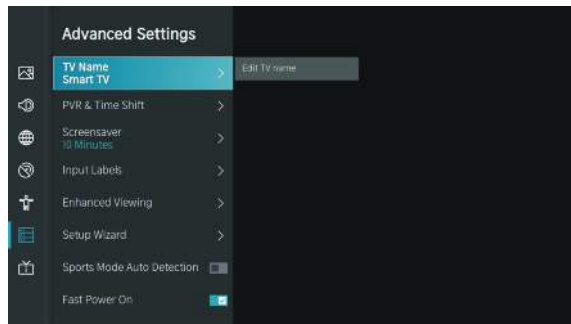 Advanced Settings
TV Name
Smart TV
Edit TV name
PVR & Time Shift
Screensaver
10 Minutes
Input Labels
Enhanced Viewing
Setup Wizard
Sports Mode Auto Detection
Fast Power On